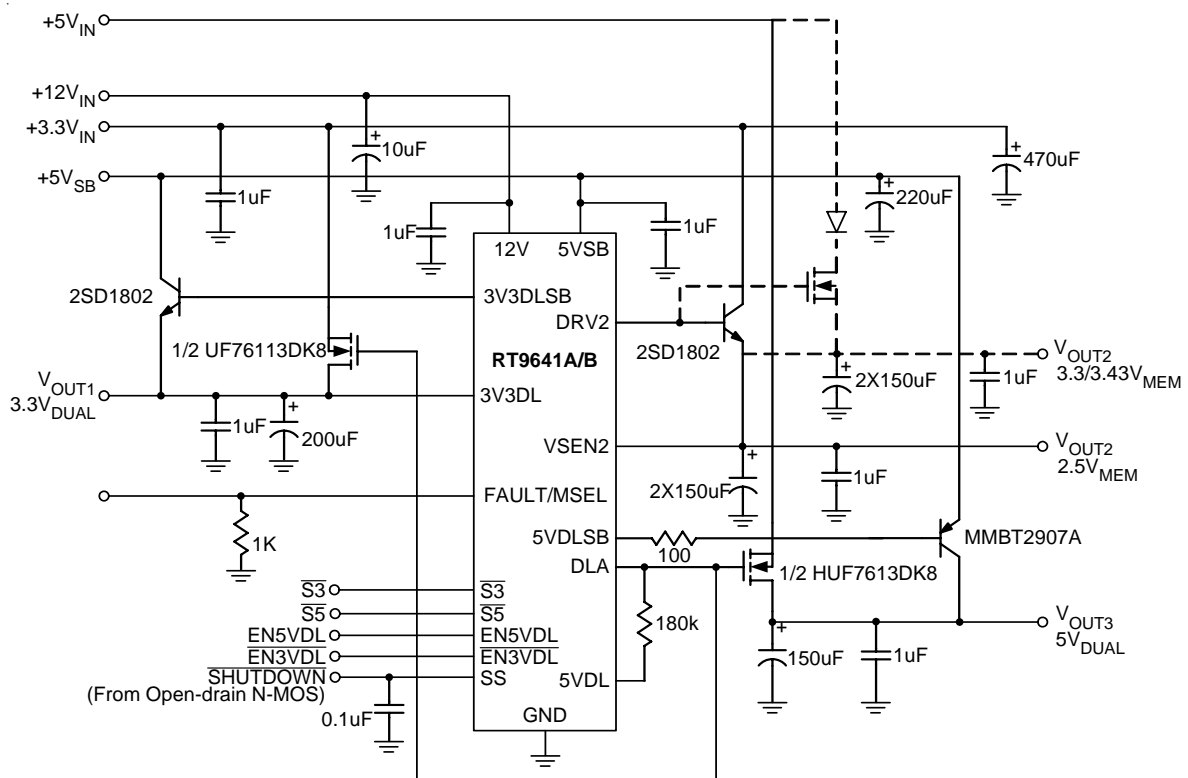 +5VIN
+12VIN
+3.3VIN
10uF
470uF
+5VSB
1uF
220uF
1uF
1uF
12V
5VSB
2SD1802
3V3DLSB
DRV2
1/2 UF76113DK8
RT9641A/B
2SD1802
VOUT1
3.3VDUAL
3V3DL
2X150uF
1uF
VOUT2
3.3/3.43VMEM
1uF
200uF
VSEN2
VOUT2
2.5VMEM
2X150uF
1uF
FAULT/MSEL
1K
5VDLSB
100
MMBT2907A
DLA
1/2 HUF7613DK8
S3
S3
S5
S5
EN5VDL
EN5VDL
180k
VOUT3
5VDUAL
EN3VDL
EN3VDL
SHUTDOWN
SS
(From Open-drain N-MOS)
5VDL
150uF
1uF
0.1uF
GND